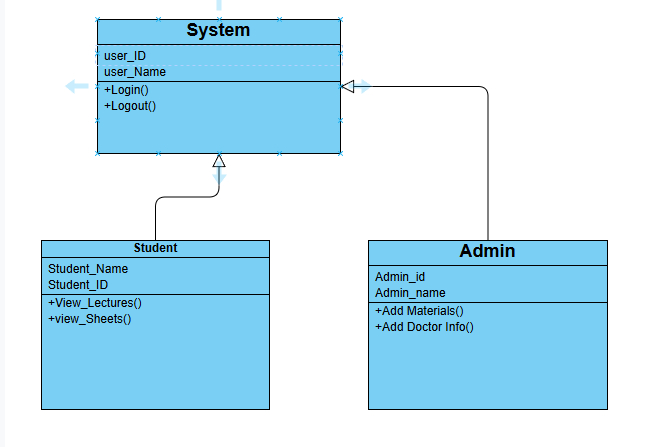 System
user_ID
user_Name
+Login()
+Logout()
Student
Student_Name
Student_ID
+View_Lectures()
+view_Sheets()
Admin
Admin_id
Admin_name
+Add Materials()
+Add Doctor Info()